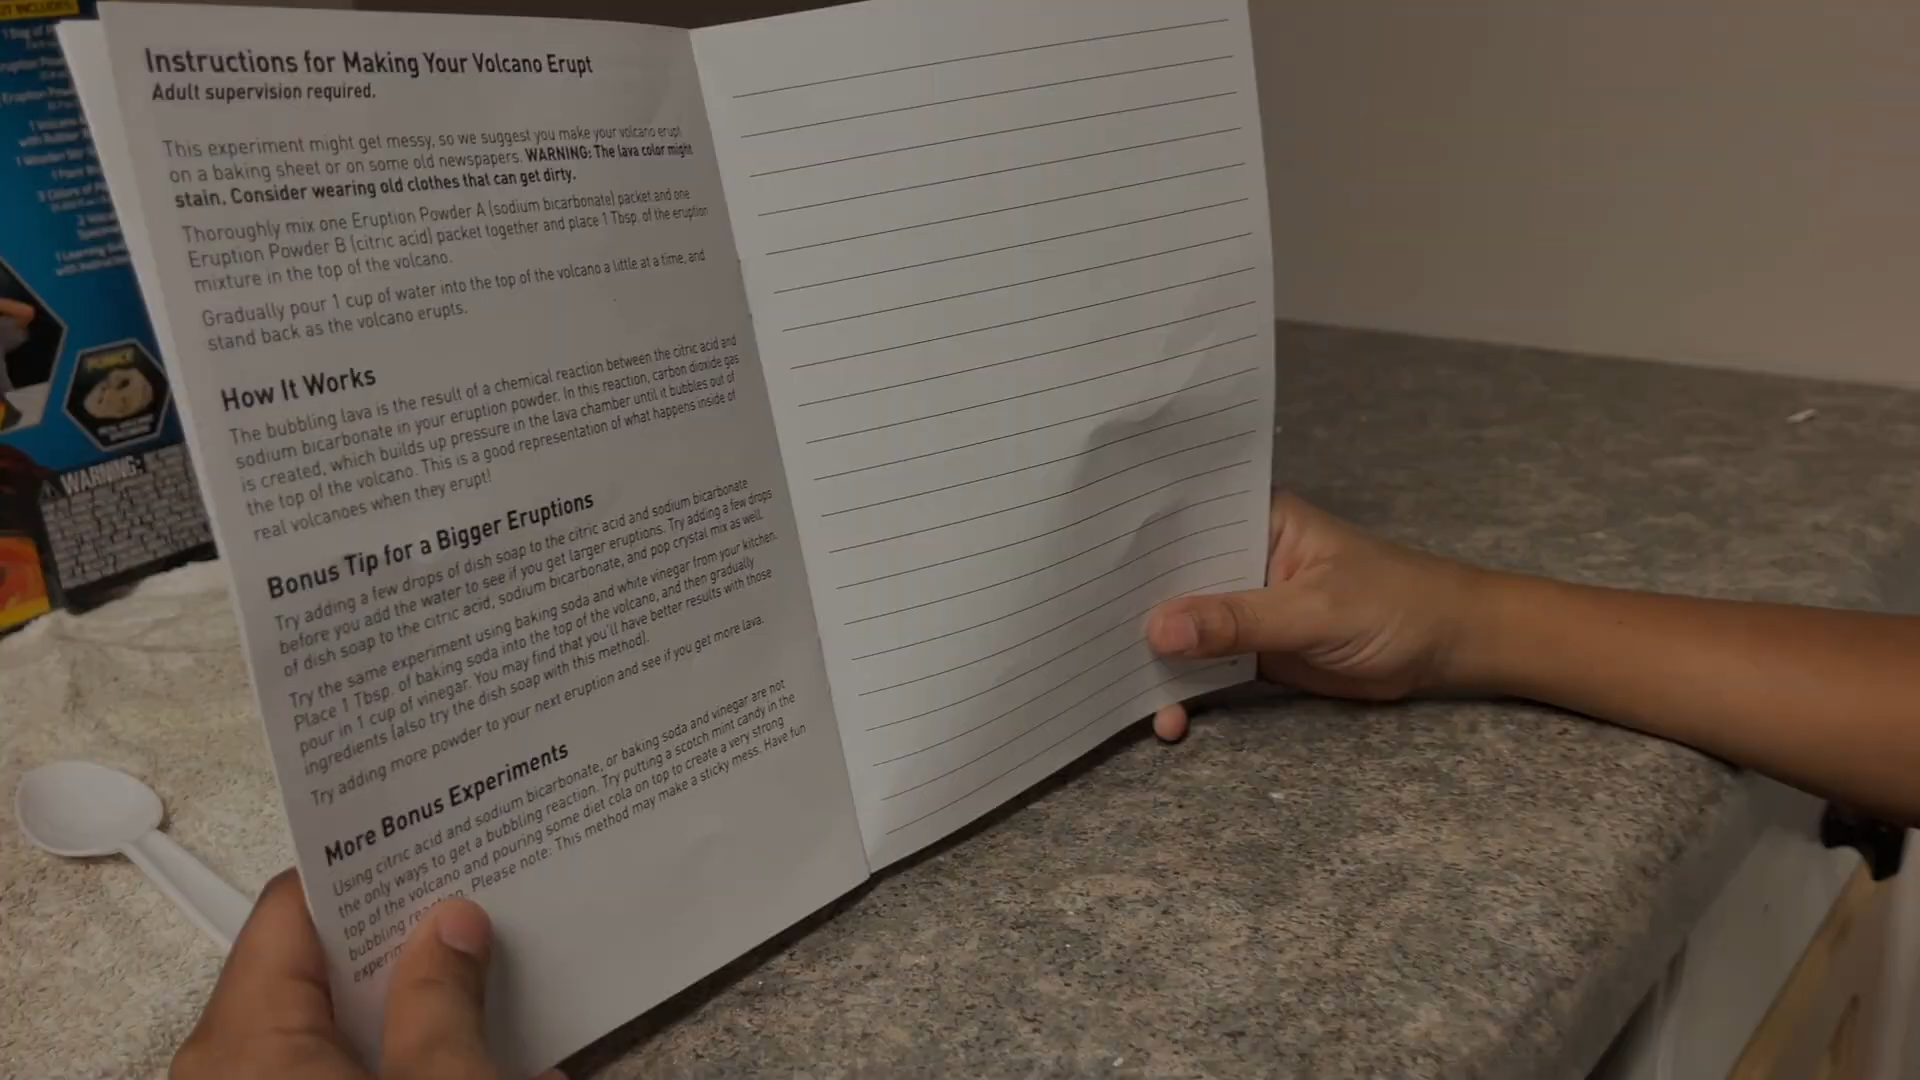 Instructions for Making Your Volcano Erupt
Adult supervision required.
This experiment might get messy, so we suggest you make your volcano erupt
on a baking sheet or on some old newspapers. WARNING: The lava color might
stain. Consider wearing old clothes that can get dirty.
Thoroughly mix one Eruption Powder A (sodium bicarbonate) packet and one
Eruption Powder B (citric acid) packet together and place 1 Tbsp. of the eruption
mixture in the top of the volcano.
Gradually pour 1 cup of water into the top of the volcano a little at a time, and
stand back as the volcano erupts.
How It Works
The bubbling lava is the result of a chemical reaction between the citric acid and
sodium bicarbonate in your eruption powder. In this reaction, carbon dioxide gas
is created, which builds up pressure in the lava chamber until it bubbles out of
the top of the volcano. This is a good representation of what happens inside of
real volcanoes when they erupt!
Bonus Tip for a Bigger Eruptions
Try adding a few drops of dish soap to the citric acid and sodium bicarbonate
before you add the water to see if you get larger eruptions. Try adding a few drops
of dish soap to the citric acid, sodium bicarbonate, and pop crystal mix as well.
Try the same experiment using baking soda and white vinegar from your kitchen.
Place 1 Tbsp. of baking soda into the top of the volcano, and then gradually
pour in 1 cup of vinegar. You may find that you'll have better results with those
ingredients (also try the dish soap with this method).
Try adding more powder to your next eruption and see if you get more lava.
More Bonus Experiments
Using citric acid and sodium bicarbonate, or baking soda and vinegar are not
the only ways to get a bubbling reaction. Try putting a scotch mint candy in the
top of the volcano and pouring some diet cola on top to create a very strong
bubbling reaction. Please note: This method may make a sticky mess. Have fun
experim
PUMICE
WARNING: